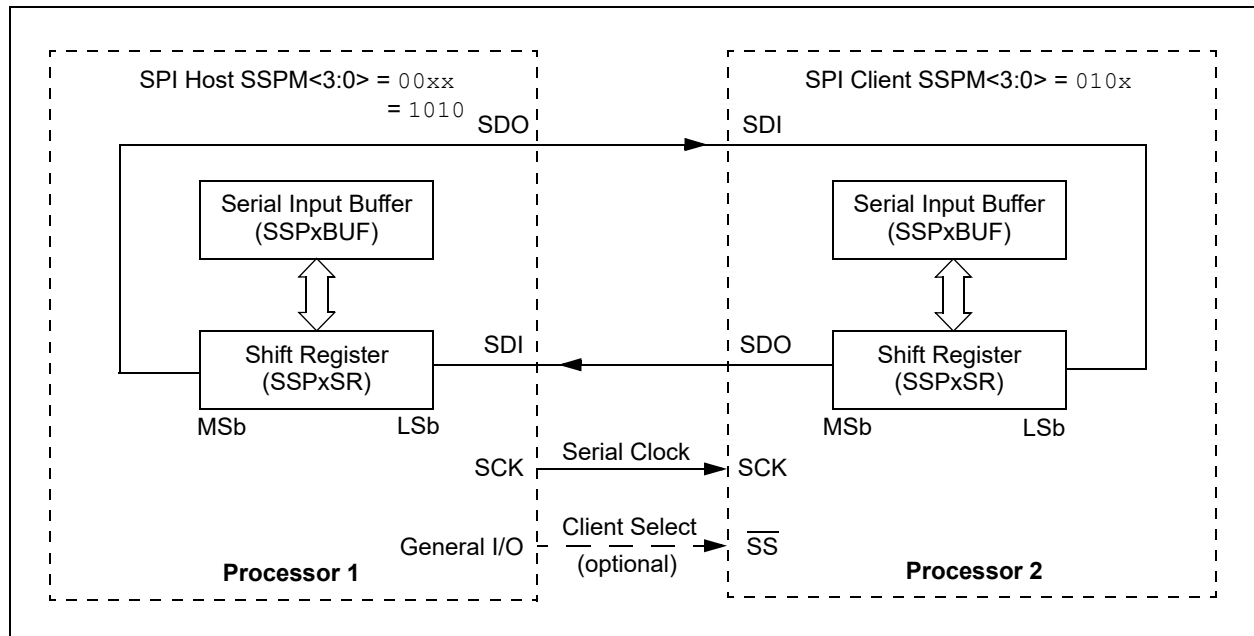 SPI Host SSPM<3:0> = 00xx
= 1010
SDO
Serial Input Buffer
(SSPxBUF)
Shift Register
(SSPxSR)
MSb
LSb
SDI
SCK
General I/O
Processor 1
Serial Clock
Client Select
(optional)
SPI Client SSPM<3:0> = 010x
SDI
Serial Input Buffer
(SSPxBUF)
SDO
Shift Register
(SSPxSR)
MSb
LSb
SCK
S̅S̅
Processor 2